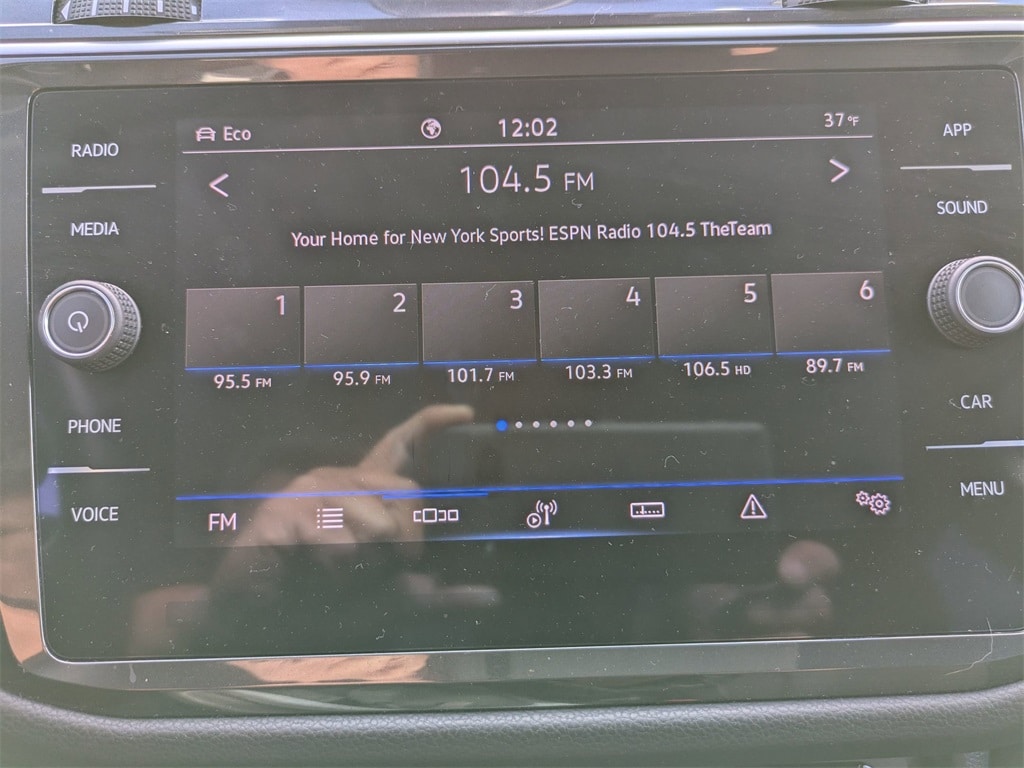 RADIO
MEDIA
PHONE
VOICE
Eco
12:02
37°F
104.5 FM
Your Home for New York Sports! ESPN Radio 104.5 TheTeam
1
2
3
4
5
6
95.5 FM
95.9 FM
101.7 FM
103.3 FM
106.5 HD
89.7 FM
FM
APP
SOUND
CAR
MENU